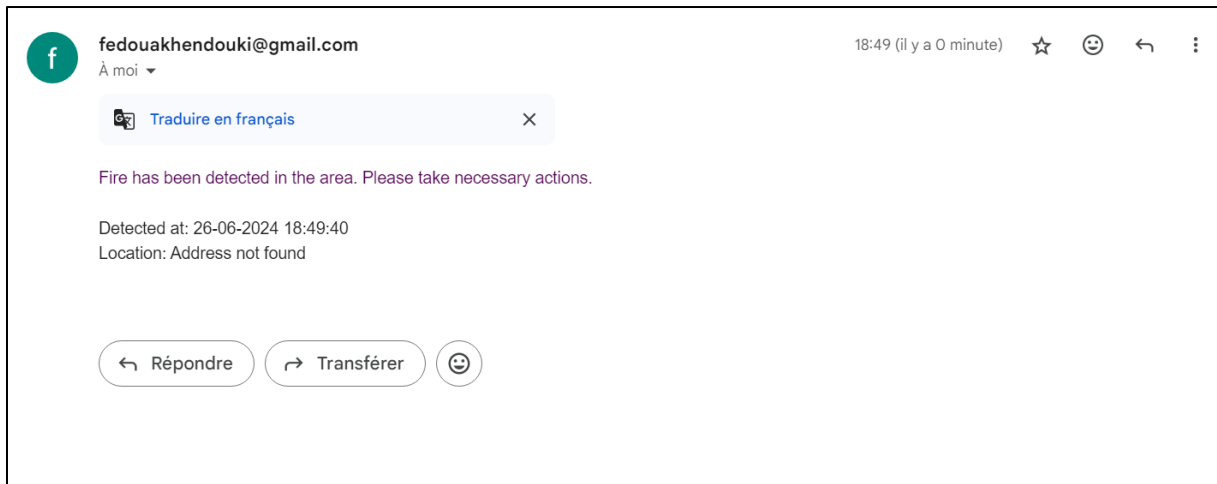 f
fedouakhendouki@gmail.com
18:49 (il y a 0 minute)
À moi
Traduire en français
Fire has been detected in the area. Please take necessary actions.
Detected at: 26-06-2024 18:49:40
Location: Address not found
Répondre
Transférer